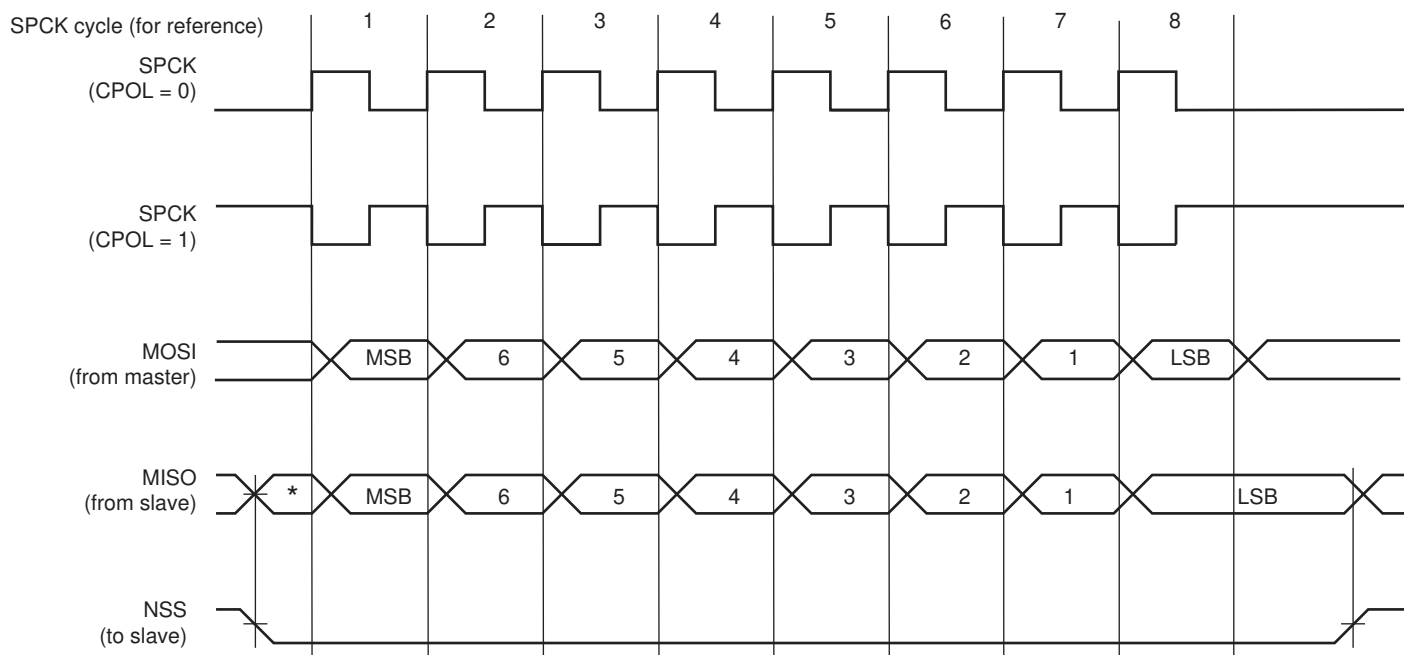 SPCK cycle (for reference) 1 2 3 4 5 6 7 8
SPCK
(CPOL = 0)
SPCK
(CPOL = 1)
MOSI
(from master)
MSB 6 5 4 3 2 1 LSB
MISO
(from slave)
* MSB 6 5 4 3 2 1 LSB
NSS
(to slave)